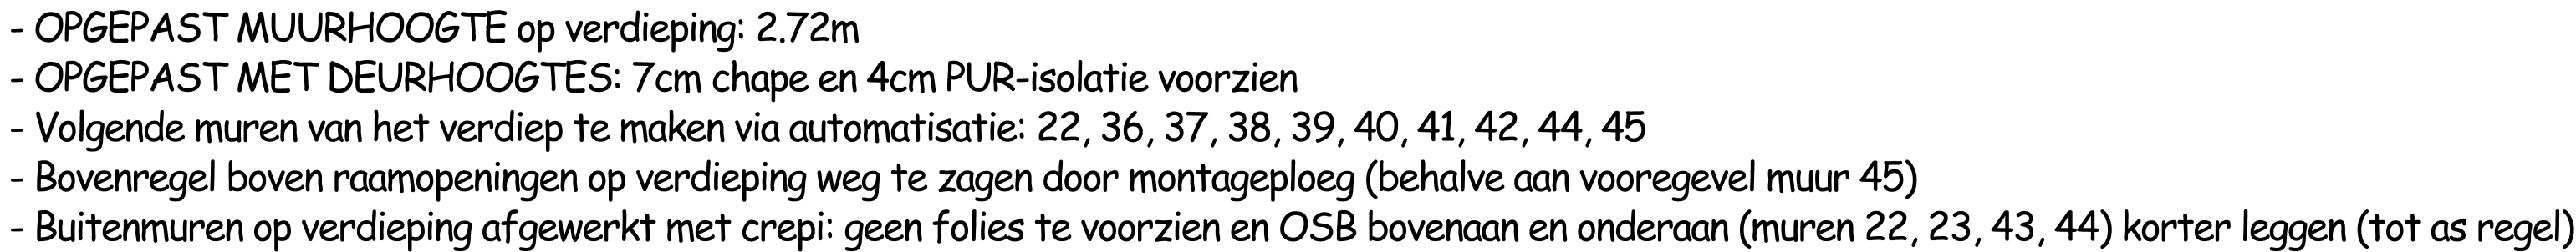 - OPGEPAST MUURHOOGTE op verdieping: 2.72m
- OPGEPAST MET DEURHOOGTES: 7cm chape en 4cm PUR-isolatie voorzien
- Volgende muren van het verdiep te maken via automatisatie: 22, 36, 37, 38, 39, 40, 41, 42, 44, 45
- Bovenregel boven raamopeningen op verdieping weg te zagen door montageploeg (behalve aan vooregevel muur 45)
- Buitenmuren op verdieping afgewerkt met crepi: geen folies te voorzien en OSB bovenaan en onderaan (muren 22, 23, 43, 44) korter leggen (tot as regel)